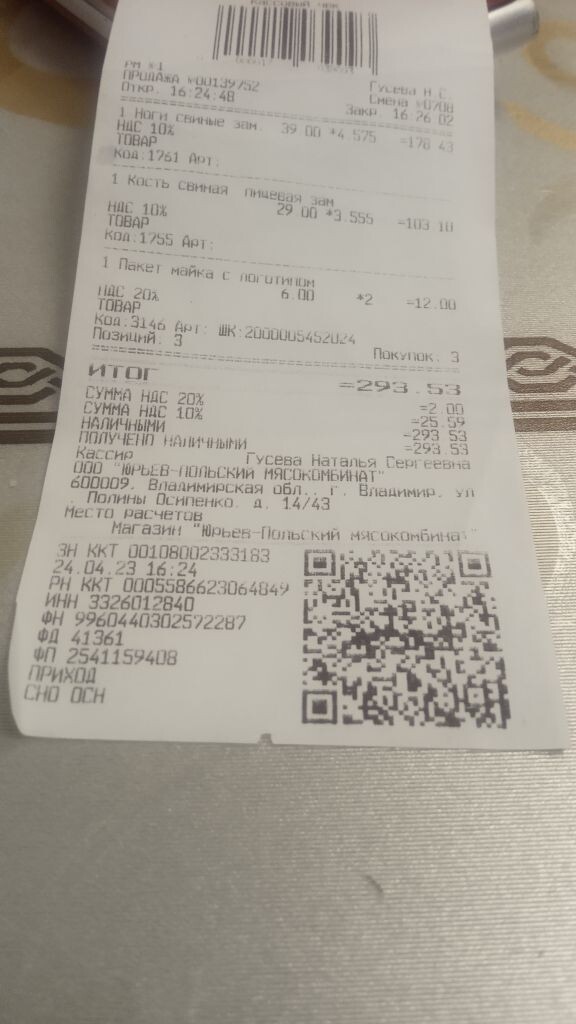 КАССОВЫЙ ЧЕК
РМ №1
ПРОДАЖА №00139752 Гусева Н.С.
Откр. 16:24:48 Смена №0708
Закр. 16:26 02
1 Ноги свиные зам. 39 00 *4.575 =178 43
НДС 10%
ТОВАР
Код:1761 Арт:
1 Кость свиная пищевая зам
29 00 *3.555 =103 10
НДС 10%
ТОВАР
Код:1755 Арт:
1 Пакет майка с логотипом
6.00 *2 =12.00
НДС 20%
ТОВАР
Код:3146 Арт: ШК:2000005452024
Позиций. 3 Покупок: 3
ИТОГ =293.53
СУММА НДС 20% =2.00
СУММА НДС 10% =25.59
НАЛИЧНЫМИ =293 53
ПОЛУЧЕНО НАЛИЧНЫМИ =293.53
Кассир Гусева Наталья Сергеевна
ООО "ЮРЬЕВ-ПОЛЬСКИЙ МЯСОКОМБИНАТ"
600009, Владимирская обл., г. Владимир, ул
. Полины Осипенко, д. 14/43
Место расчетов
Магазин "Юрьев-Польский мясокомбинат"
ЗН ККТ 00108002333183
24.04.23 16:24
РН ККТ 0005586623064849
ИНН 3326012840
ФН 9960440302572287
ФД 41361
ФП 2541159408
ПРИХОД
СНО ОСН